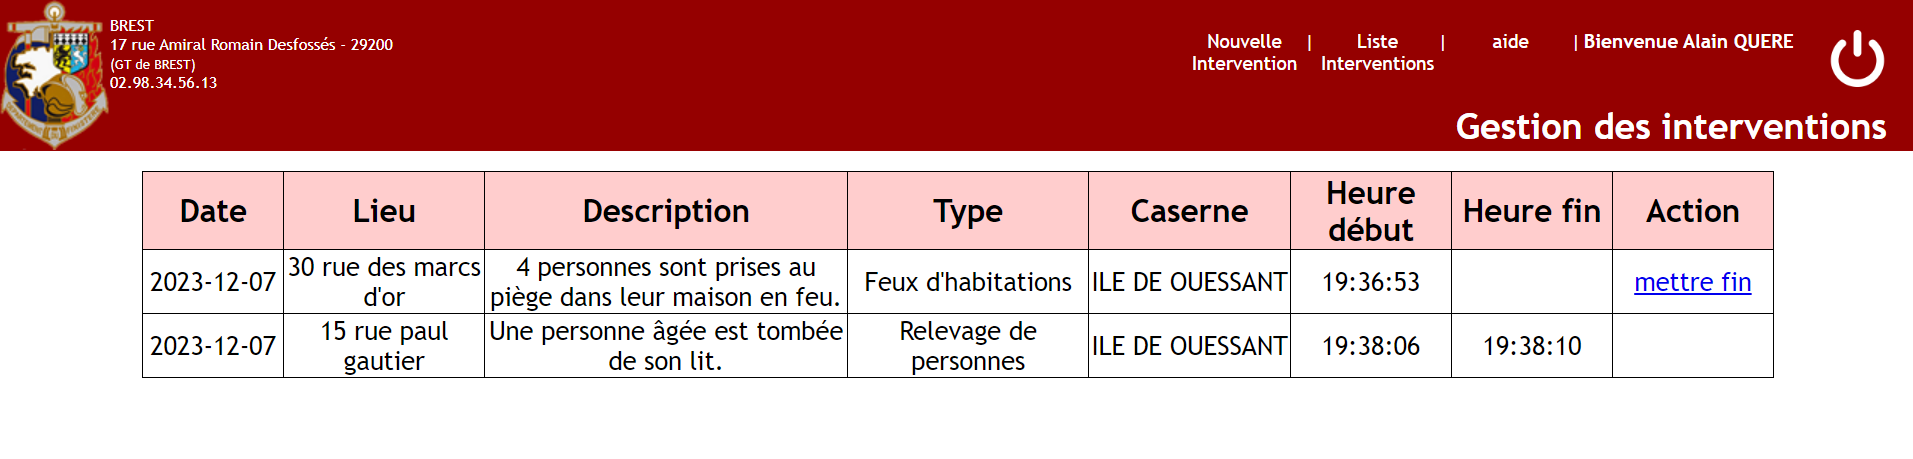 BREST
17 rue Amiral Romain Desfossés - 29200
(GT de BREST)
02.98.34.56.13
Nouvelle | Liste | aide | Bienvenue Alain QUERE
Intervention Interventions
Gestion des interventions
Date Lieu Description Type Caserne Heure début Heure fin Action
2023-12-07 30 rue des marcs d'or 4 personnes sont prises au piège dans leur maison en feu. Feux d'habitations ILE DE OUESSANT 19:36:53 mettre fin
2023-12-07 15 rue paul gautier Une personne âgée est tombée de son lit. Relevage de personnes ILE DE OUESSANT 19:38:06 19:38:10